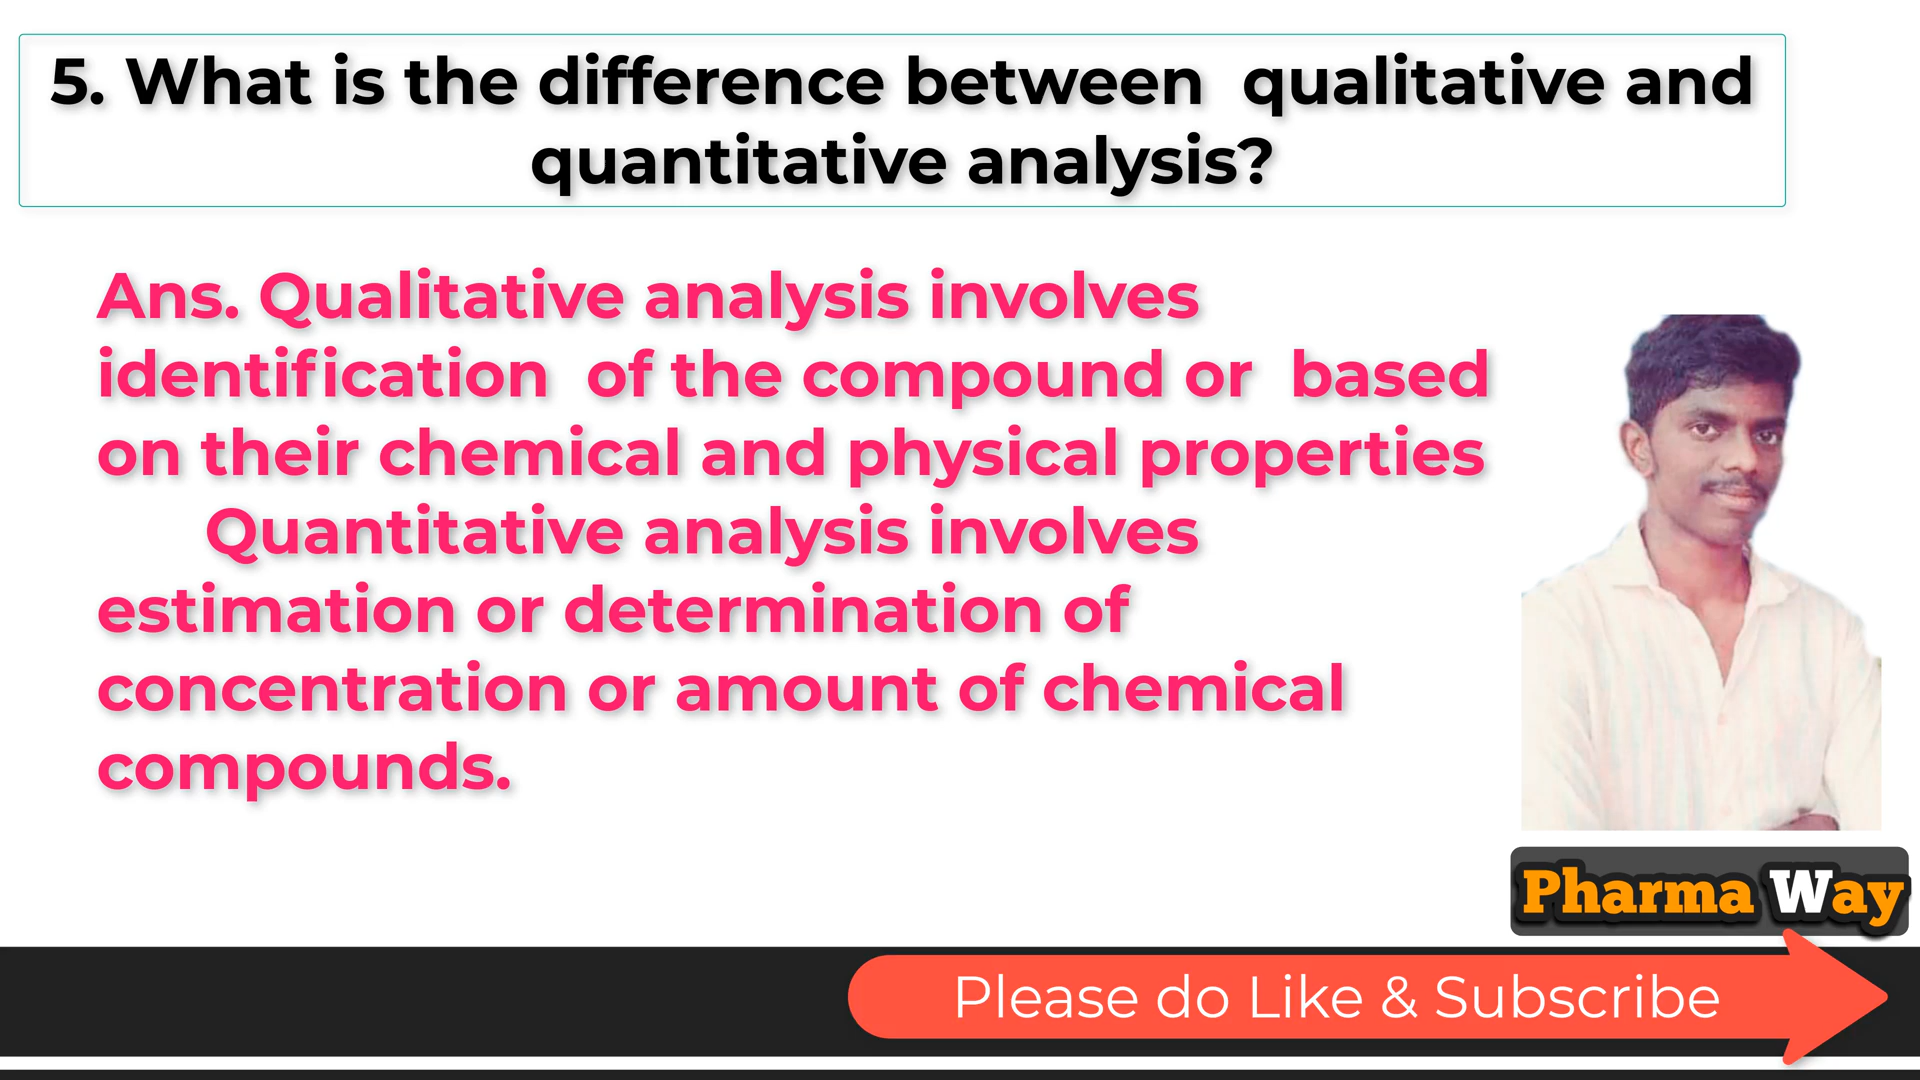 5. What is the difference between qualitative and
quantitative analysis?
Ans. Qualitative analysis involves
identification of the compound or based
on their chemical and physical properties
Quantitative analysis involves
estimation or determination of
concentration or amount of chemical
compounds.
Pharma Way
Please do Like & Subscribe